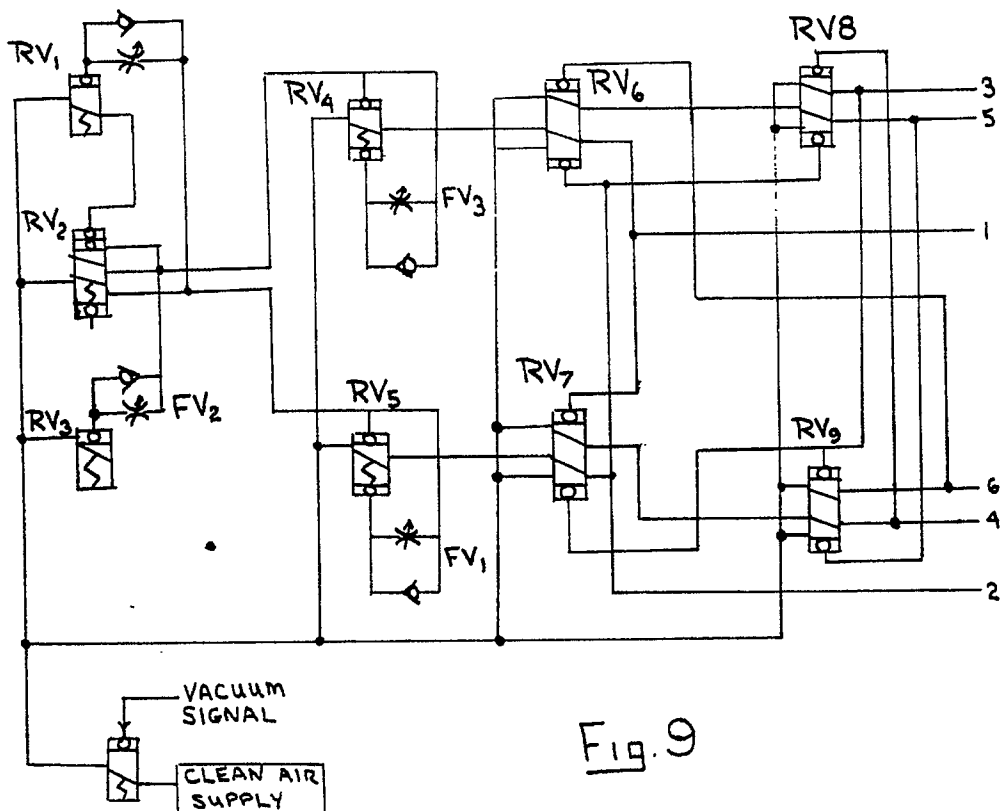 RV1
RV4
RV6
RV8
3
5
RV2
FV3
1
RV7
RV3
FV2
RV5
RV9
6
4
FV1
2
VACUUM
SIGNAL
CLEAN AIR
SUPPLY
Fig. 9